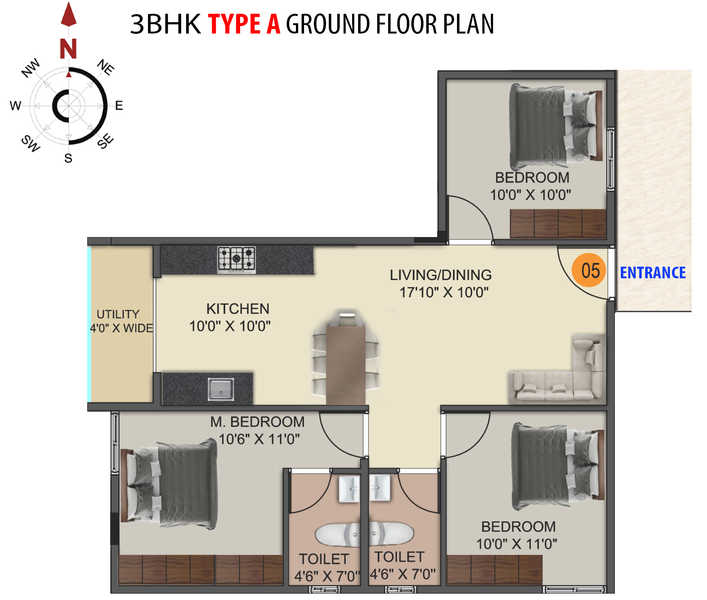 3BHK TYPE A GROUND FLOOR PLAN
N
NW
NE
W
E
SW
SE
S
BEDROOM
10'0" X 10'0"
LIVING/DINING
17'10" X 10'0"
05
ENTRANCE
KITCHEN
10'0" X 10'0"
UTILITY
4'0" X WIDE
M. BEDROOM
10'6" X 11'0"
BEDROOM
10'0" X 11'0"
TOILET
4'6" X 7'0"
TOILET
4'6" X 7'0"